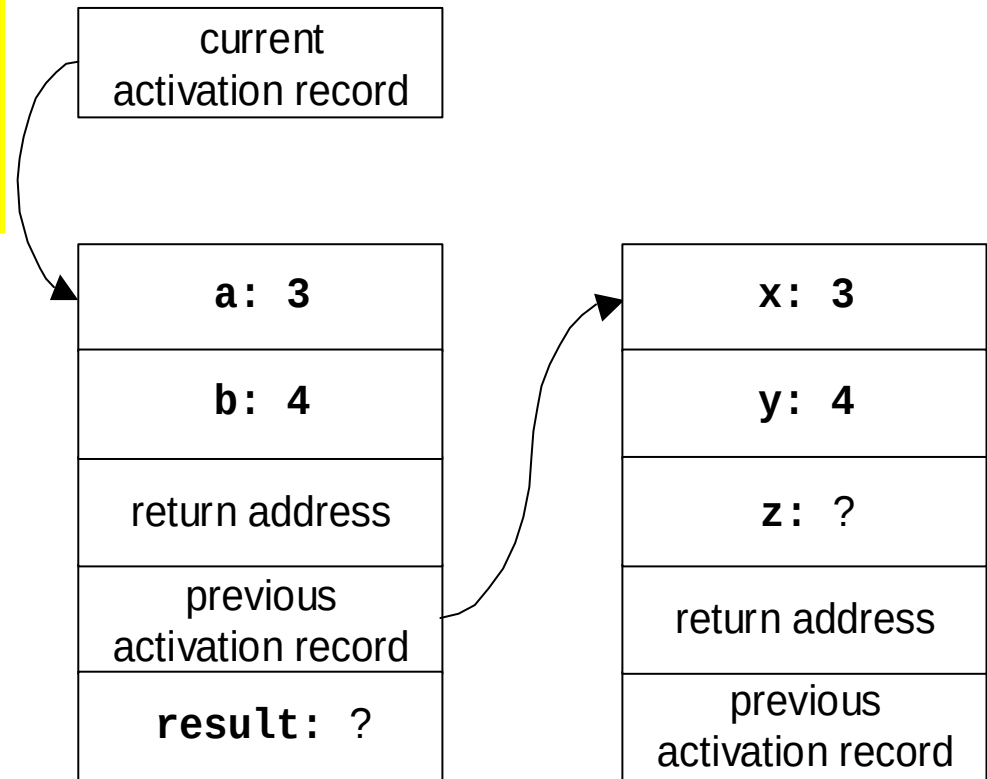 current
activation record
a: 3
b: 4
return address
previous
activation record
result: ?
x: 3
y: 4
z: ?
return address
previous
activation record